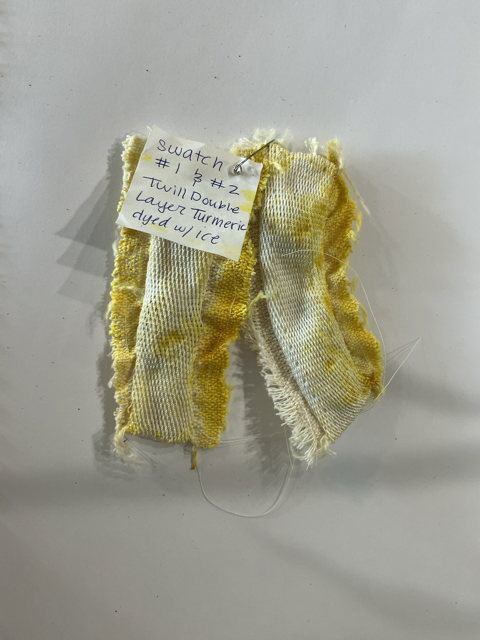 Swatch
#1 & #2
Twill Double
Layer Turmeric
dyed w/ ice